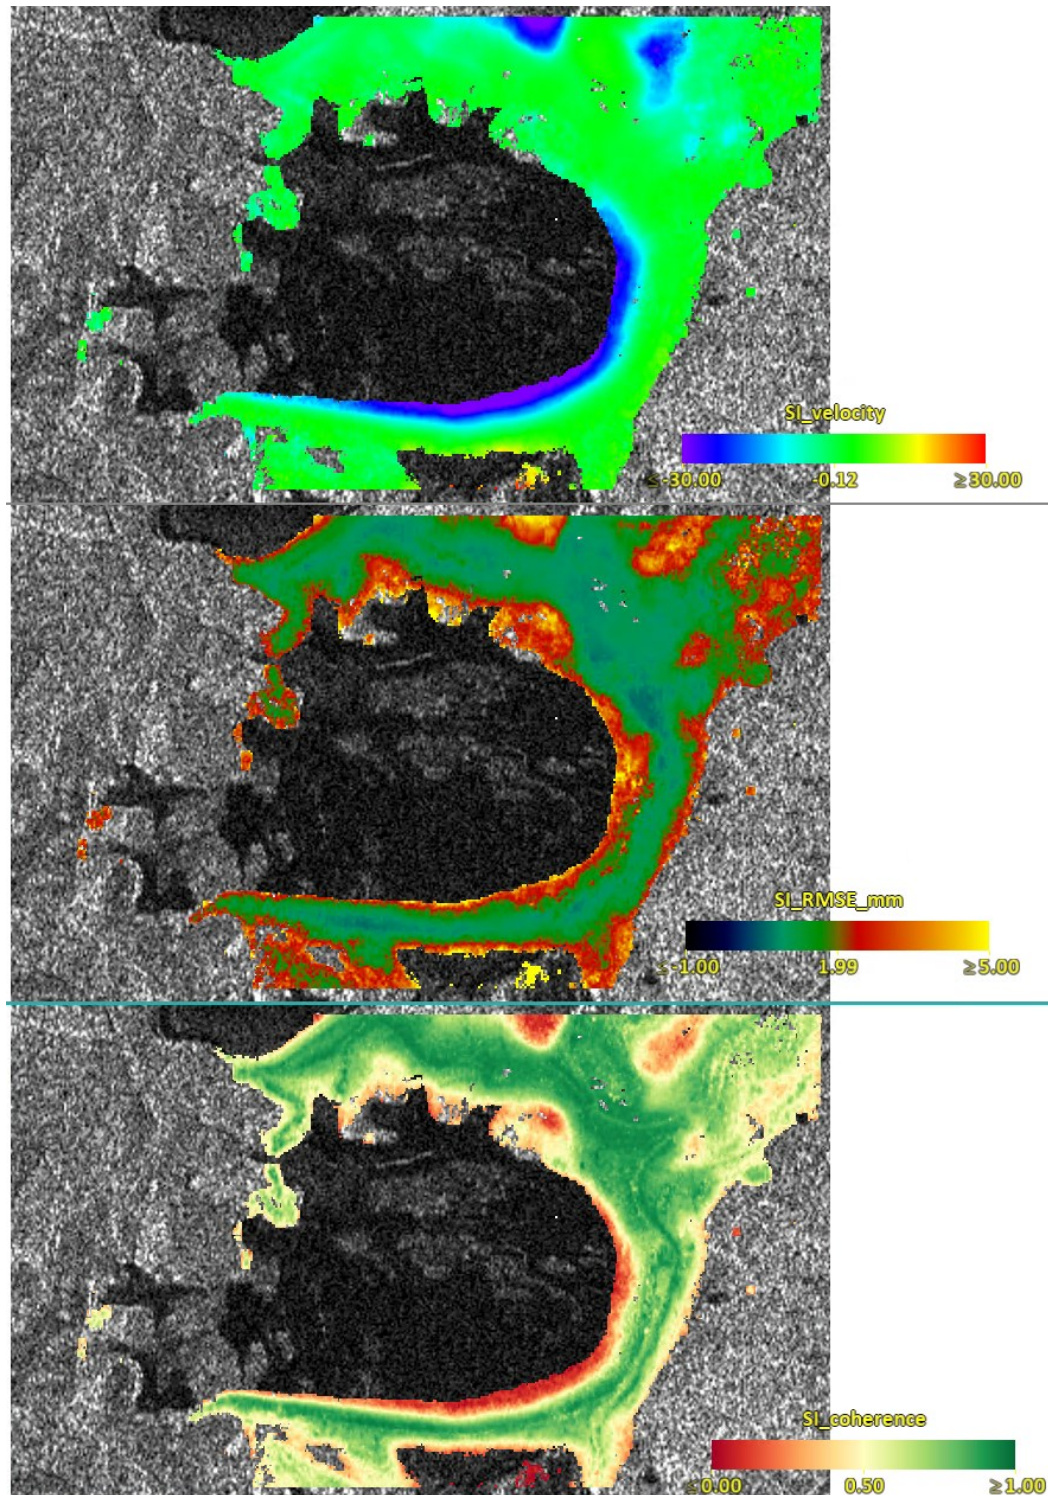 SI_velocity
≤-30.00 -0.12 ≥30.00
SI_RMSE_mm
≤-1.00 1.99 ≥5.00
SI_coherence
≤0.00 0.50 ≥1.00